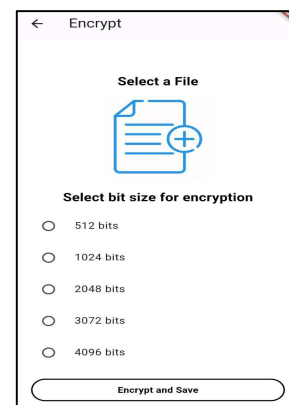 Encrypt
Select a File
Select bit size for encryption
512 bits
1024 bits
2048 bits
3072 bits
4096 bits
Encrypt and Save